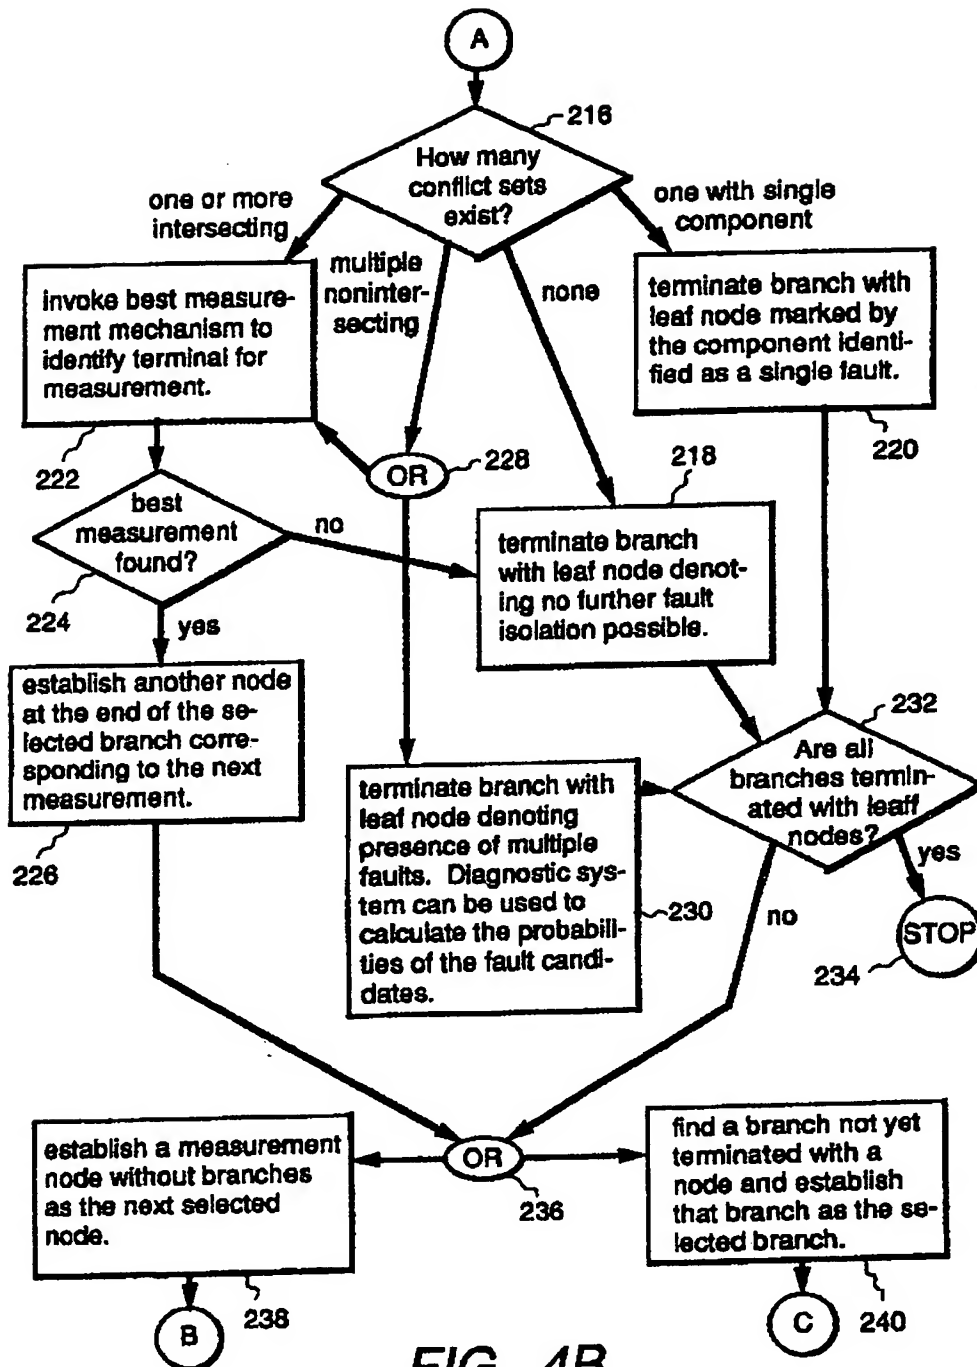 A
216
How many
conflict sets
exist?
one or more
intersecting
multiple
noninter-
secting
none
one with single
component
invoke best measure-
ment mechanism to
identify terminal for
measurement.
222
terminate branch with
leaf node marked by
the component identi-
fied as a single fault.
220
OR
228
218
best
measurement
found?
224
no
yes
terminate branch
with leaf node denot-
ing no further fault
isolation possible.
establish another node
at the end of the se-
lected branch corre-
sponding to the next
measurement.
226
terminate branch with
leaf node denoting
presence of multiple
faults. Diagnostic sys-
tem can be used to
calculate the probabili-
ties of the fault candi-
dates.
230
232
Are all
branches termin-
ated with leaff
nodes?
yes
no
STOP
234
OR
236
establish a measurement
node without branches
as the next selected
node.
238
find a branch not yet
terminated with a
node and establish
that branch as the se-
lected branch.
240
B
C
FIG. 4B